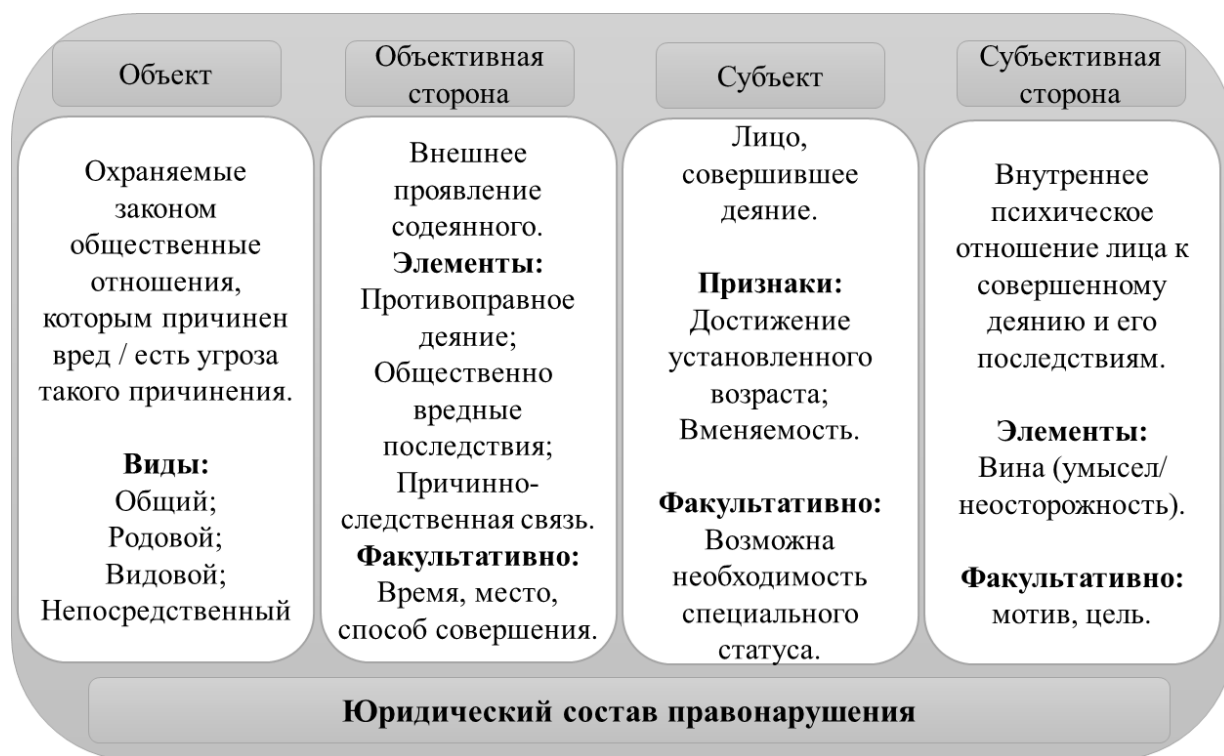 Объект
Охраняемые
законом
общественные
отношения,
которым причинен
вред / есть угроза
такого причинения.
Виды:
Общий;
Родовой;
Видовой;
Непосредственный
Объективная
сторона
Внешнее
проявление
содеянного.
Элементы:
Противоправное
деяние;
Общественно
вредные
последствия;
Причинно-
следственная связь.
Факультативно:
Время, место,
способ совершения.
Субъект
Лицо,
совершившее
деяние.
Признаки:
Достижение
установленного
возраста;
Вменяемость.
Факультативно:
Возможна
необходимость
специального
статуса.
Субъективная
сторона
Внутреннее
психическое
отношение лица к
совершенному
деянию и его
последствиям.
Элементы:
Вина (умысел/
неосторожность).
Факультативно:
мотив, цель.
Юридический состав правонарушения